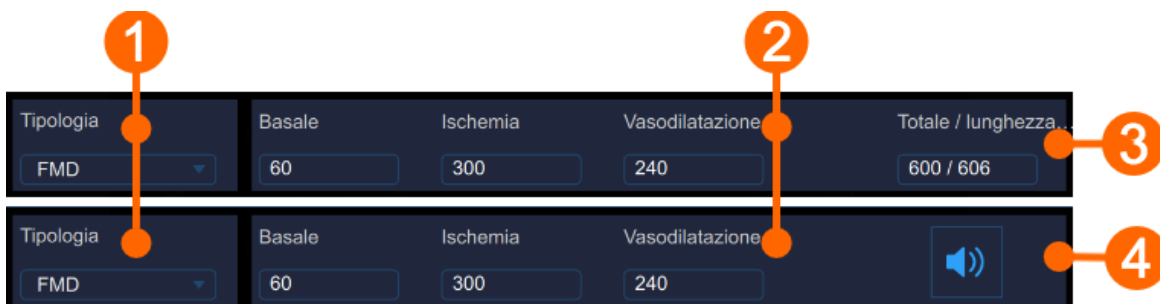 1 2
Tipologia Basale Ischemia Vasodilatazione Totale / lunghezza...
3
FMD 60 300 240 600 / 606
Tipologia Basale Ischemia Vasodilatazione
4
FMD 60 300 240